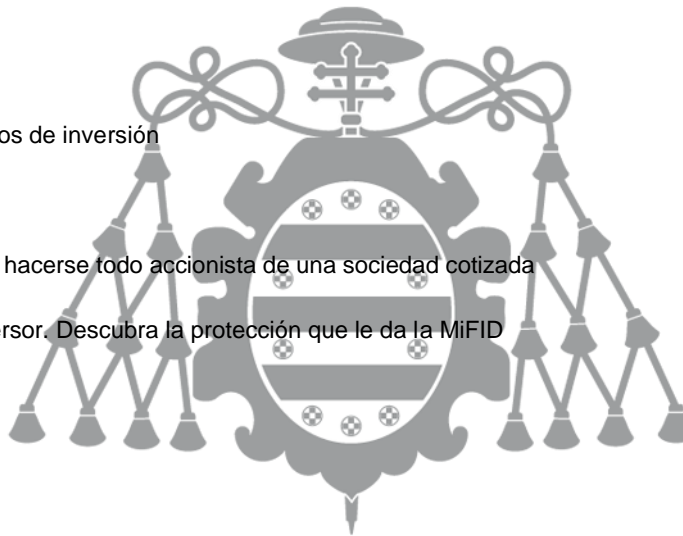 os de inversión
hacerse todo accionista de una sociedad cotizada
ersor. Descubra la protección que le da la MiFID